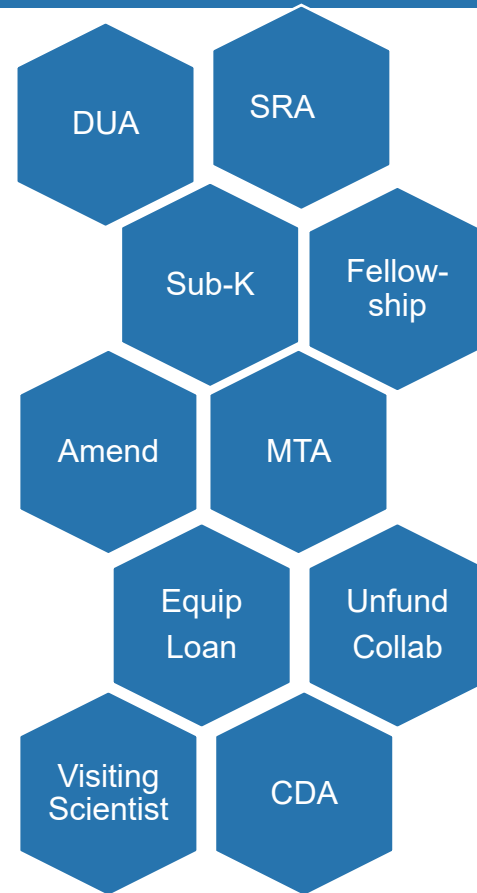 DUA
SRA
Sub-K
Fellow-
ship
Amend
MTA
Equip
Loan
Unfund
Collab
Visiting
Scientist
CDA